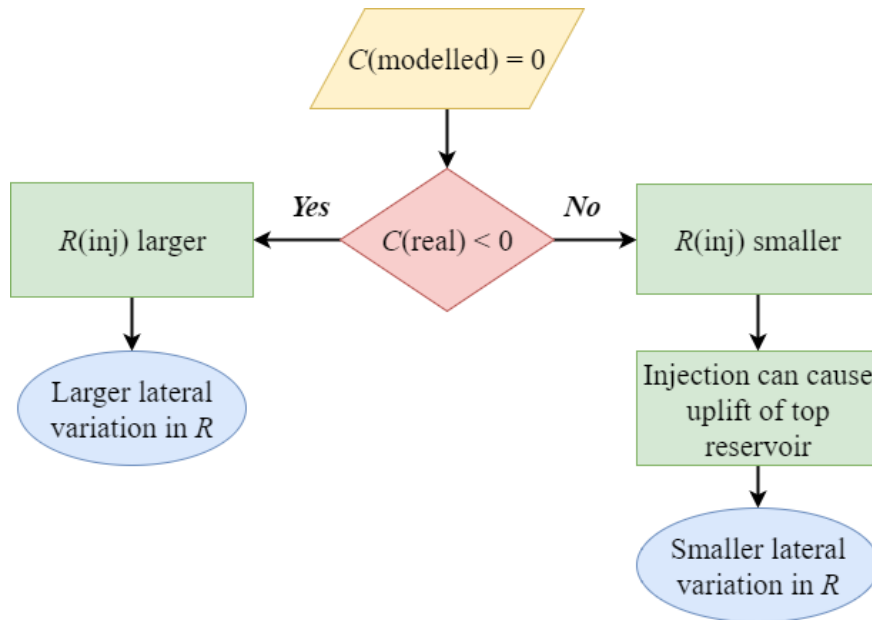 C(modelled) = 0
Yes
No
R(inj) larger
C(real) < 0
R(inj) smaller
Larger lateral
variation in R
Injection can cause
uplift of top
reservoir
Smaller lateral
variation in R